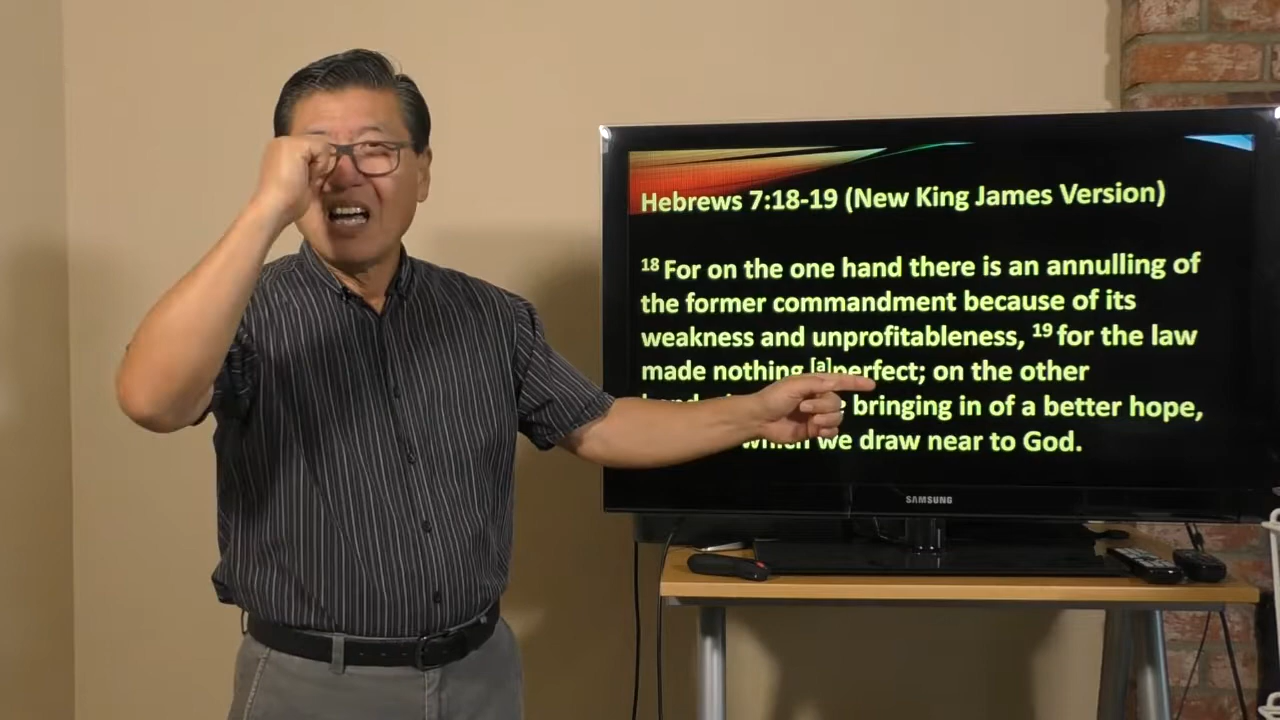 Hebrews 7:18-19 (New King James Version)
18 For on the one hand there is an annulling of
the former commandment because of its
weakness and unprofitableness, 19 for the law
made nothing [a]perfect; on the other
bringing in of a better hope,
which we draw near to God.
SAMSUNG